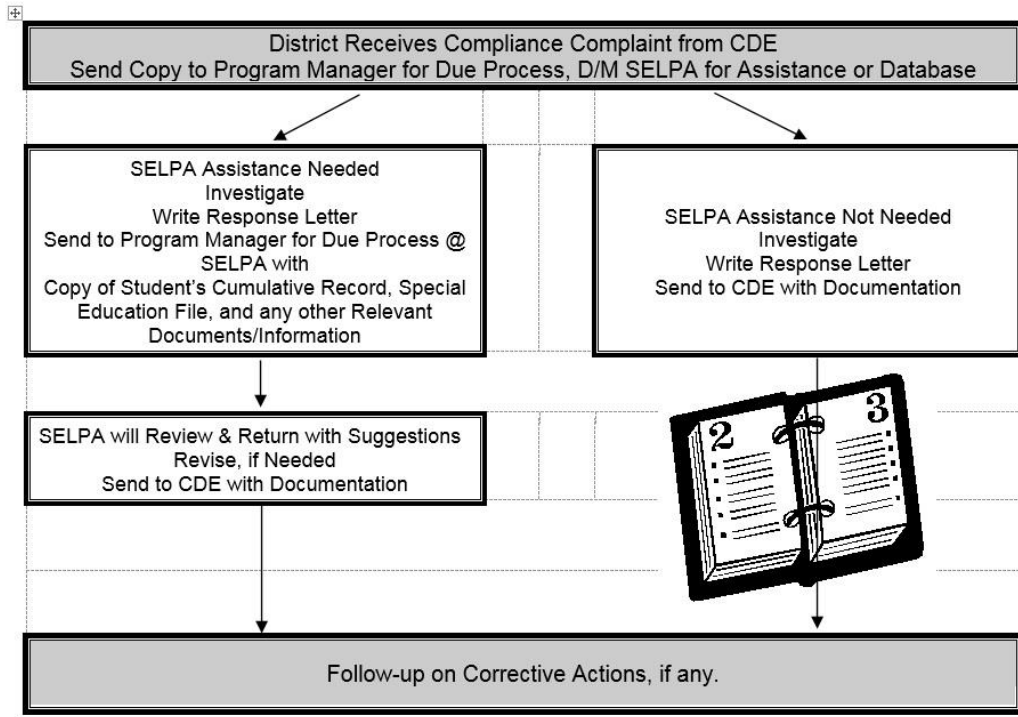 District Receives Compliance Complaint from CDE
Send Copy to Program Manager for Due Process, D/M SELPA for Assistance or Database
SELPA Assistance Needed
Investigate
Write Response Letter
Send to Program Manager for Due Process @
SELPA with
Copy of Student's Cumulative Record, Special
Education File, and any other Relevant
Documents/Information
SELPA Assistance Not Needed
Investigate
Write Response Letter
Send to CDE with Documentation
SELPA will Review & Return with Suggestions
Revise, if Needed
Send to CDE with Documentation
2
3
Follow-up on Corrective Actions, if any.